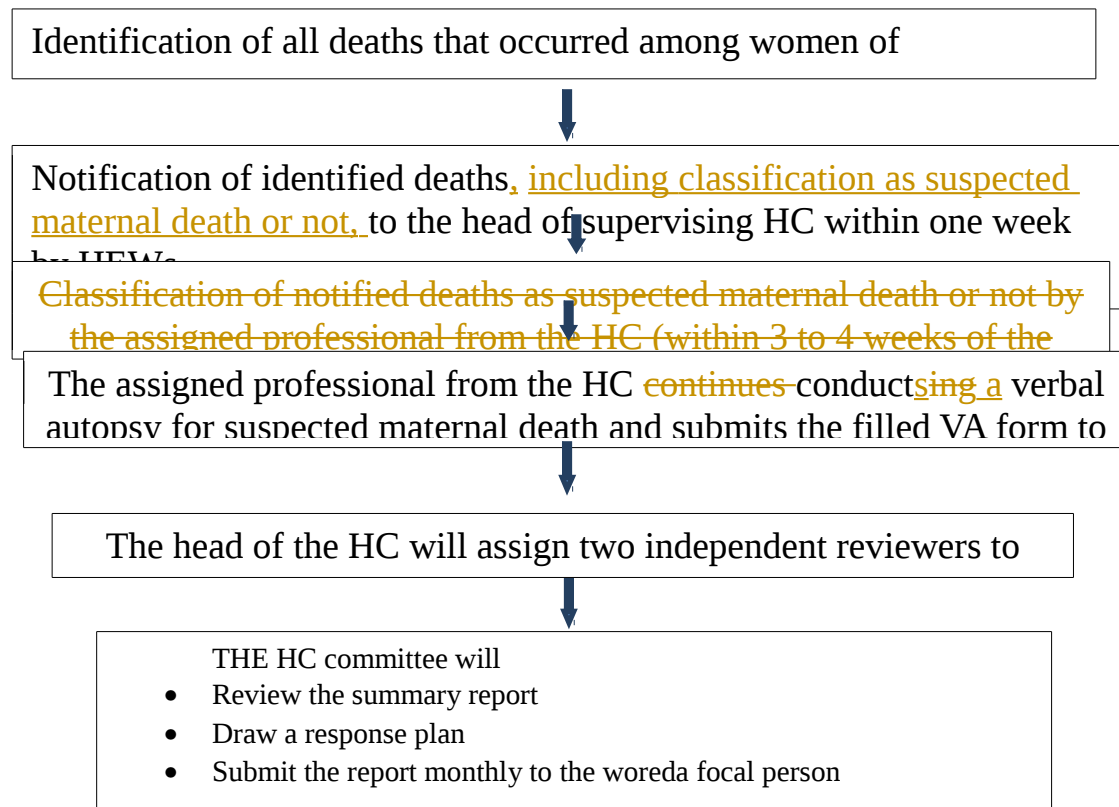 Identification of all deaths that occurred among women of
Notification of identified deaths, including classification as suspected
maternal death or not, to the head of supervising HC within one week
by HEWs
Classification of notified deaths as suspected maternal death or not by
the assigned professional from the HC (within 3 to 4 weeks of the
The assigned professional from the HC continues conductsing a verbal
autopsy for suspected maternal death and submits the filled VA form to
The head of the HC will assign two independent reviewers to
THE HC committee will
• Review the summary report
• Draw a response plan
• Submit the report monthly to the woreda focal person